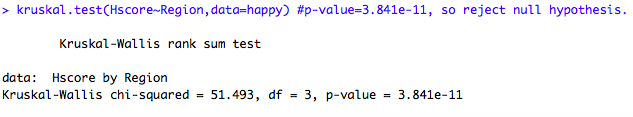 > kruskal.test(Hscore~Region,data=happy) #p-value=3.841e-11, so reject null hypothesis.
Kruskal-Wallis rank sum test
data:  Hscore by Region
Kruskal-Wallis chi-squared = 51.493, df = 3, p-value = 3.841e-11